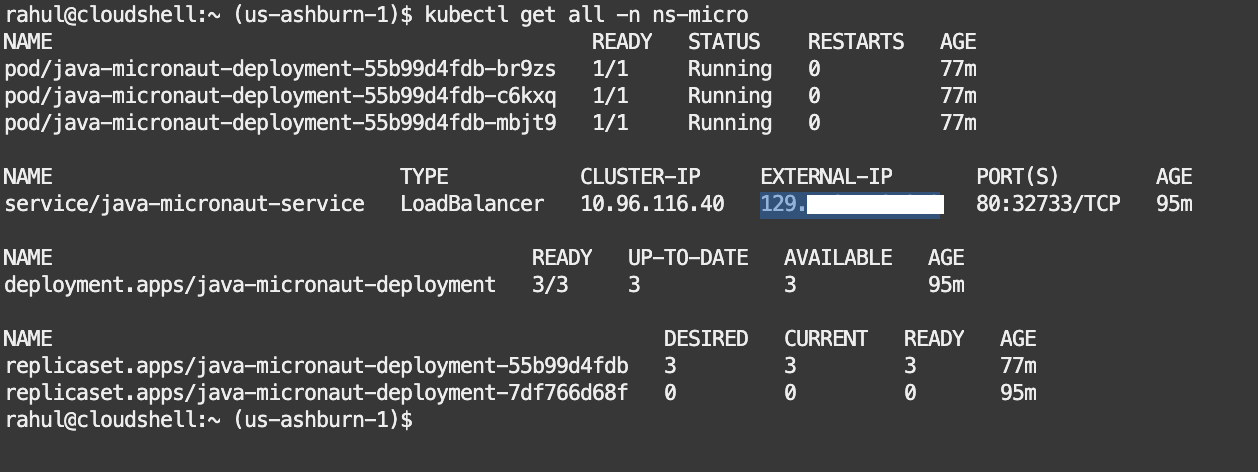 rahul@cloudshell:~ (us-ashburn-1)$ kubectl get all -n ns-micro
NAME READY STATUS RESTARTS AGE
pod/java-micronaut-deployment-55b99d4fdb-br9zs 1/1 Running 0 77m
pod/java-micronaut-deployment-55b99d4fdb-c6kxq 1/1 Running 0 77m
pod/java-micronaut-deployment-55b99d4fdb-mbjt9 1/1 Running 0 77m
NAME TYPE CLUSTER-IP EXTERNAL-IP PORT(S) AGE
service/java-micronaut-service LoadBalancer 10.96.116.40 129. 80:32733/TCP 95m
NAME READY UP-TO-DATE AVAILABLE AGE
deployment.apps/java-micronaut-deployment 3/3 3 3 95m
NAME DESIRED CURRENT READY AGE
replicaset.apps/java-micronaut-deployment-55b99d4fdb 3 3 3 77m
replicaset.apps/java-micronaut-deployment-7df766d68f 0 0 0 95m
rahul@cloudshell:~ (us-ashburn-1)$